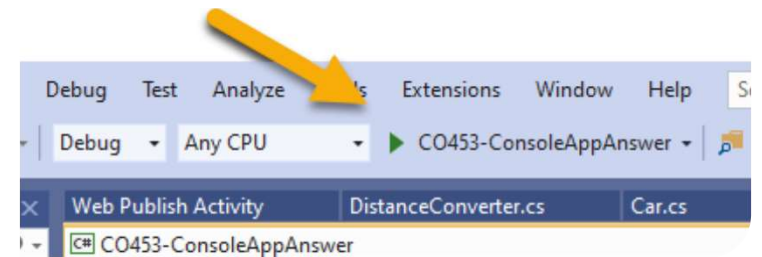 Debug Test Analyze Extensions Window Help
Debug Any CPU CO453-ConsoleAppAnswer
Web Publish Activity DistanceConverter.cs Car.cs
C# CO453-ConsoleAppAnswer